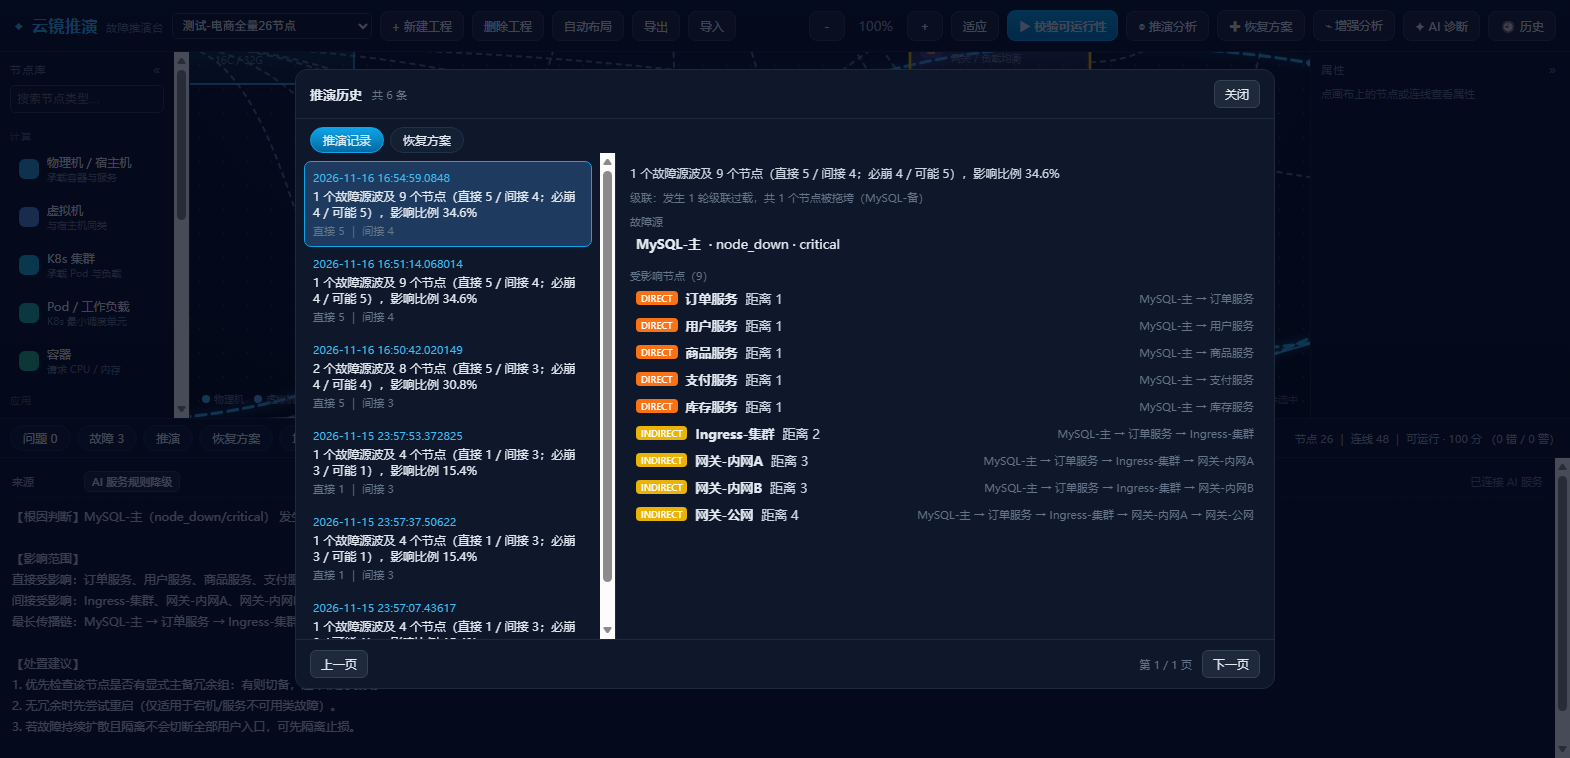 云镜推演 故障推演台 测试-电商全量26节点 + 新建工程 删除工程 自动布局 导出 导入 - 100% + 适应 校验可运行性 推演分析 恢复方案 增强分析 AI 诊断 历史
节点库 «
搜索节点类型...
计算
物理机 / 宿主机
承载容器与服务
虚拟机
与宿主机同类
K8s 集群
承载 Pod 与负载
Pod / 工作负载
K8s 最小调度单元
容器
请求 CPU / 内存
应用
16C / 32G
网关 / 负载均衡
物理机
属性 »
点画布上的节点或连线查看属性
推演历史 共 6 条 关闭
推演记录 恢复方案
2026-11-16 16:54:59.0848
1 个故障源波及 9 个节点（直接 5 / 间接 4；必崩
4 / 可能 5），影响比例 34.6%
直接 5 | 间接 4
2026-11-16 16:51:14.068014
1 个故障源波及 9 个节点（直接 5 / 间接 4；必崩
4 / 可能 5），影响比例 34.6%
直接 5 | 间接 4
2026-11-16 16:50:42.020149
2 个故障源波及 8 个节点（直接 5 / 间接 3；必崩
4 / 可能 4），影响比例 30.8%
直接 5 | 间接 3
2026-11-15 23:57:53.372825
1 个故障源波及 4 个节点（直接 1 / 间接 3；必崩
3 / 可能 1），影响比例 15.4%
直接 1 | 间接 3
2026-11-15 23:57:37.50622
1 个故障源波及 4 个节点（直接 1 / 间接 3；必崩
3 / 可能 1），影响比例 15.4%
直接 1 | 间接 3
2026-11-15 23:57:07.43617
1 个故障源波及 4 个节点（直接 1 / 间接 3；必崩
1 个故障源波及 9 个节点（直接 5 / 间接 4；必崩 4 / 可能 5），影响比例 34.6%
级联：发生 1 轮级联过载，共 1 个节点被拖垮（MySQL-备）
故障源
MySQL-主 · node_down · critical
受影响节点（9）
DIRECT 订单服务 距离 1 MySQL-主 → 订单服务
DIRECT 用户服务 距离 1 MySQL-主 → 用户服务
DIRECT 商品服务 距离 1 MySQL-主 → 商品服务
DIRECT 支付服务 距离 1 MySQL-主 → 支付服务
DIRECT 库存服务 距离 1 MySQL-主 → 库存服务
INDIRECT Ingress-集群 距离 2 MySQL-主 → 订单服务 → Ingress-集群
INDIRECT 网关-内网A 距离 3 MySQL-主 → 订单服务 → Ingress-集群 → 网关-内网A
INDIRECT 网关-内网B 距离 3 MySQL-主 → 订单服务 → Ingress-集群 → 网关-内网B
INDIRECT 网关-公网 距离 4 MySQL-主 → 订单服务 → Ingress-集群 → 网关-内网A → 网关-公网
上一页 第 1 / 1 页 下一页
问题 0 故障 3 推演 恢复方案 节点 26 | 连线 48 | 可运行 · 100 分 （0 错 / 0 警）
来源 AI 服务规则降级 已连接 AI 服务
【根因判断】MySQL-主（node_down/critical）
【影响范围】
直接受影响：订单服务、用户服务、商品服务、支付
间接受影响：Ingress-集群、网关-内网A、网关-内网
最长传播链：MySQL-主 → 订单服务 → Ingress-集群
【处置建议】
1. 优先检查该节点是否有显式主备冗余组：有则切备，
2. 无冗余时先尝试重启（仅适用于宕机/服务不可用类故障）。
3. 若故障持续扩散且隔离不会切断全部用户入口，可先隔离止损。